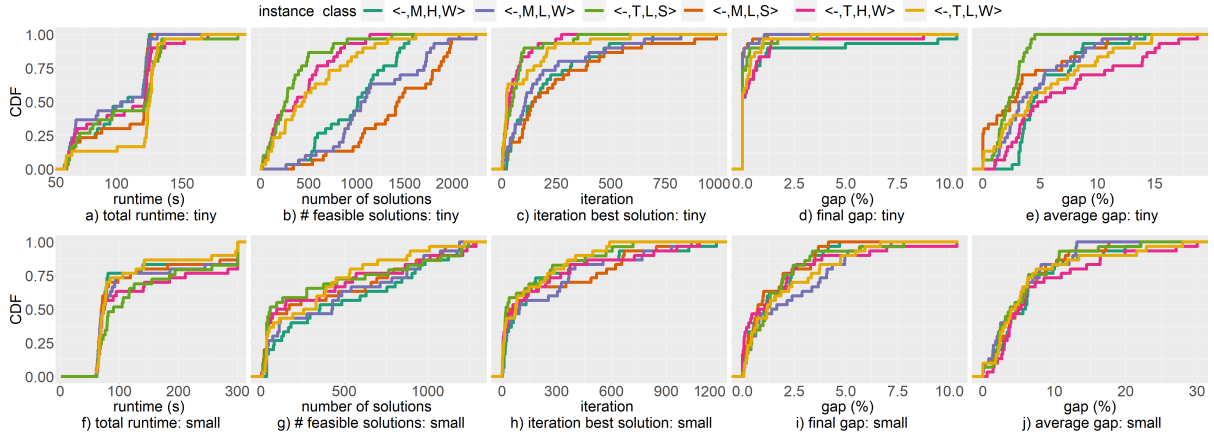 instance class <-,M,H,W> <-,M,L,W> <-,T,L,S> <-,M,L,S> <-,T,H,W> <-,T,L,W>
CDF
1.00
0.75
0.50
0.25
0.00
50 100 150
runtime (s)
a) total runtime: tiny
0 500 1000 1500 2000
number of solutions
b) # feasible solutions: tiny
0 250 500 750 1000
iteration
c) iteration best solution: tiny
0.0 2.5 5.0 7.5 10.0
gap (%)
d) final gap: tiny
0 5 10 15
gap (%)
e) average gap: tiny
CDF
1.00
0.75
0.50
0.25
0.00
0 100 200 300
runtime (s)
f) total runtime: small
0 500 1000
number of solutions
g) # feasible solutions: small
0 300 600 900 1200
iteration
h) iteration best solution: small
0.0 2.5 5.0 7.5 10.0
gap (%)
i) final gap: small
0 10 20 30
gap (%)
j) average gap: small